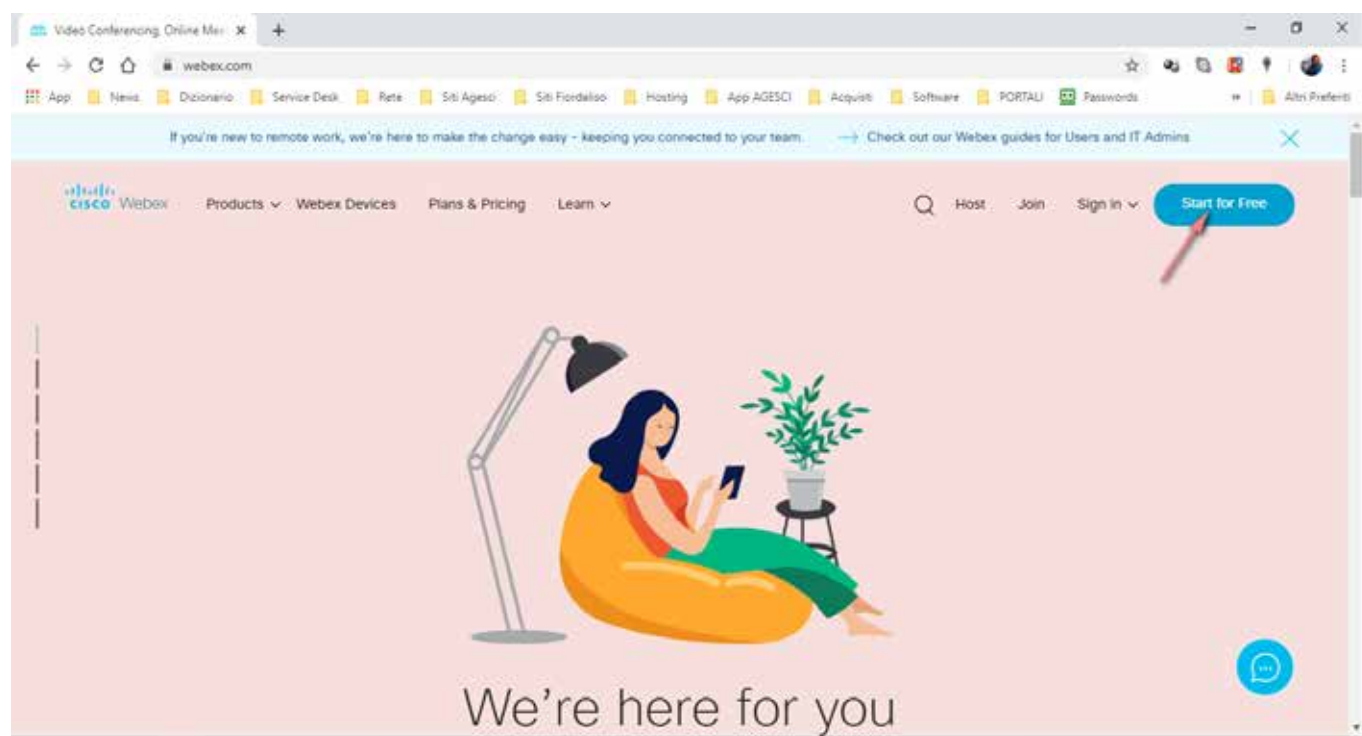 Video Conferencing, Online Mee
webex.com
App News Dizionario Service Desk Rete Siti Agesci Siti Fiordaliso Hosting App AGESCI Acquisti Software PORTALI Passwords » Altri Preferiti
If you're new to remote work, we're here to make the change easy - keeping you connected to your team. → Check out our Webex guides for Users and IT Admins
cisco Webex Products Webex Devices Plans & Pricing Learn Host Join Sign in Start for Free
We're here for you